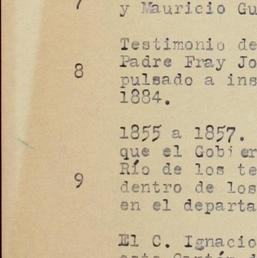 7
y Mauricio Gu
Testimonio de
Padre Fray Jo
8
pulsado a ins
1884.
1855 a 1857.
que el Gobier
Río de los te
9
dentro de los
en el departa
El C. Ignacio